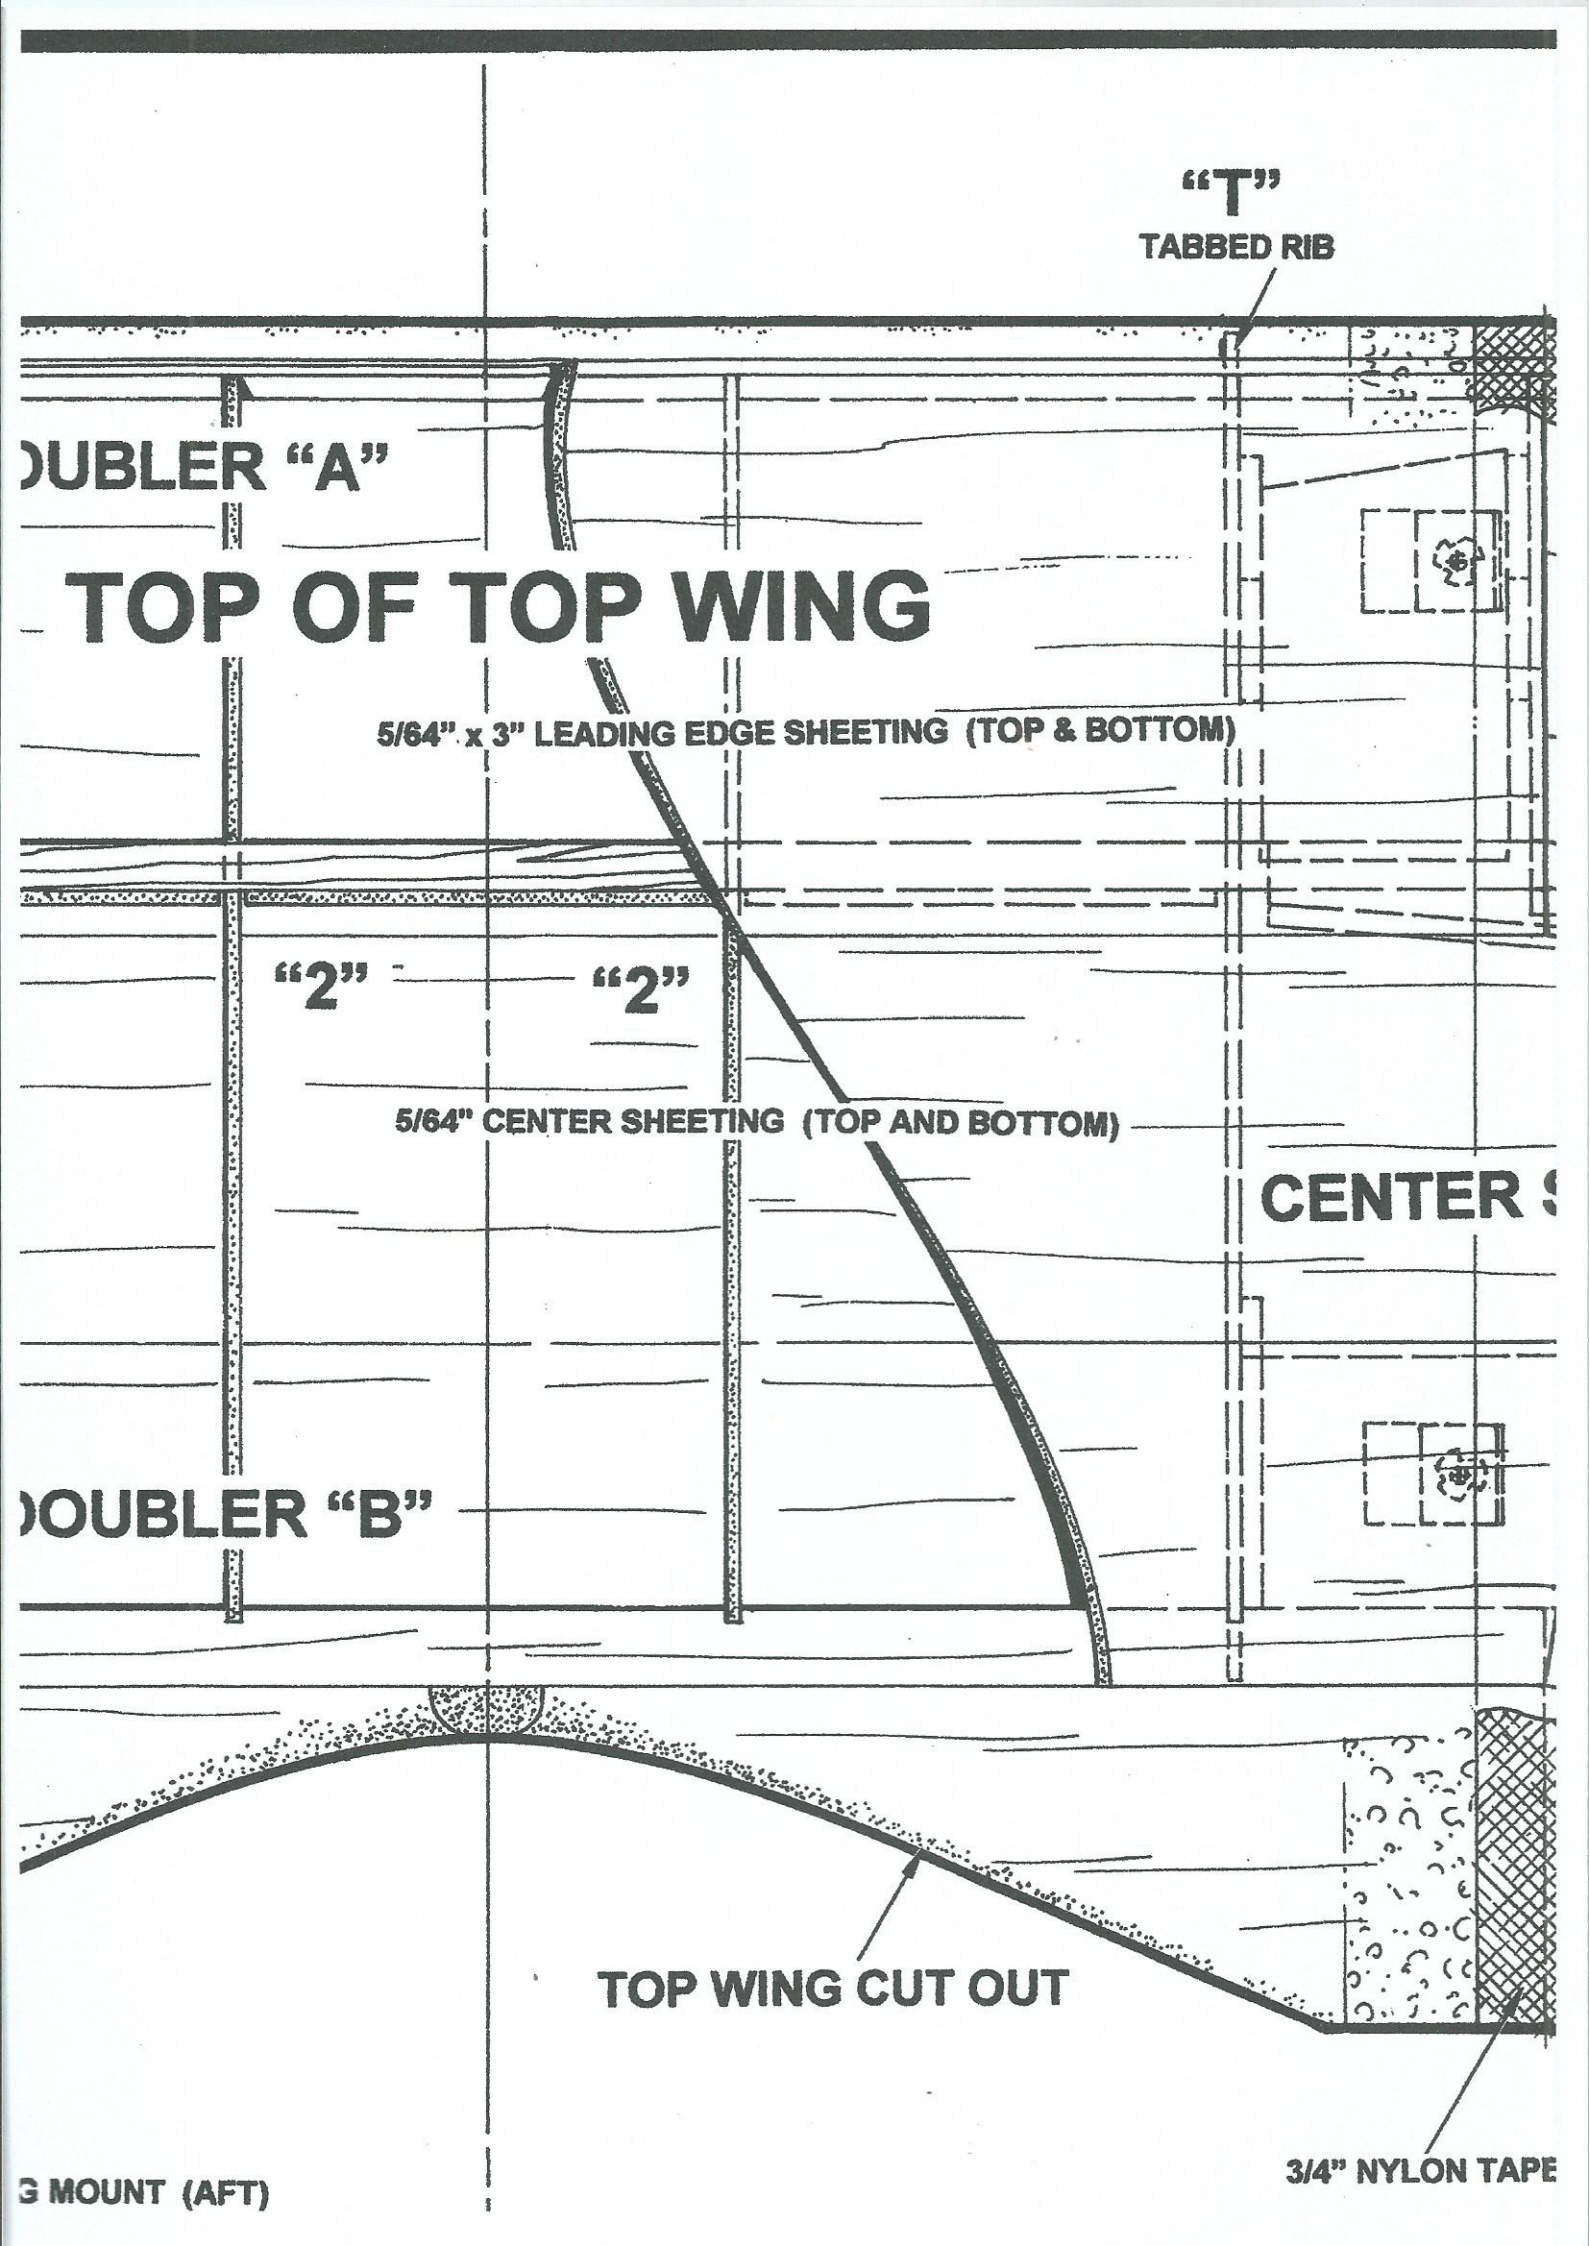 “T”
TABBED RIB
OUBLER “A”
TOP OF TOP WING
5/64” x 3” LEADING EDGE SHEETING (TOP & BOTTOM)
“2” “2”
5/64" CENTER SHEETING (TOP AND BOTTOM)
CENTER S
DOUBLER “B”
TOP WING CUT OUT
3/4” NYLON TAPE
G MOUNT (AFT)